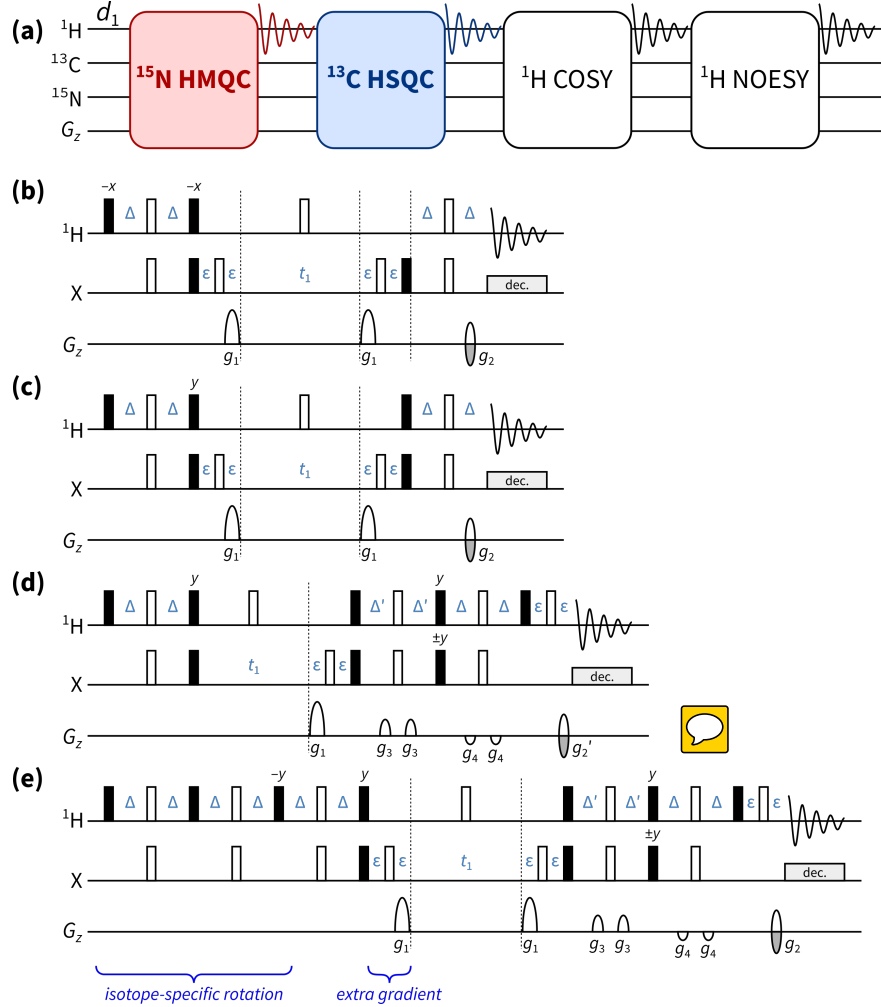 (a)
d1
¹H
¹³C
¹⁵N
Gz
¹⁵N HMQC
¹³C HSQC
¹H COSY
¹H NOESY
(b)
–x –x
¹H Δ Δ Δ Δ
X ε ε t1 ε ε dec.
Gz g1 g1 g2
(c)
y
¹H Δ Δ Δ Δ
X ε ε t1 ε ε dec.
Gz g1 g1 g2
(d)
y y
¹H Δ Δ Δ' Δ' Δ Δ ε ε
±y
X t1 ε ε dec.
Gz g1 g3 g3 g4 g4 g2'
(e)
–y y y
¹H Δ Δ Δ Δ Δ Δ Δ' Δ' Δ Δ ε ε
±y
X ε ε t1 ε ε dec.
Gz g1 g1 g3 g3 g4 g4 g2
isotope-specific rotation extra gradient